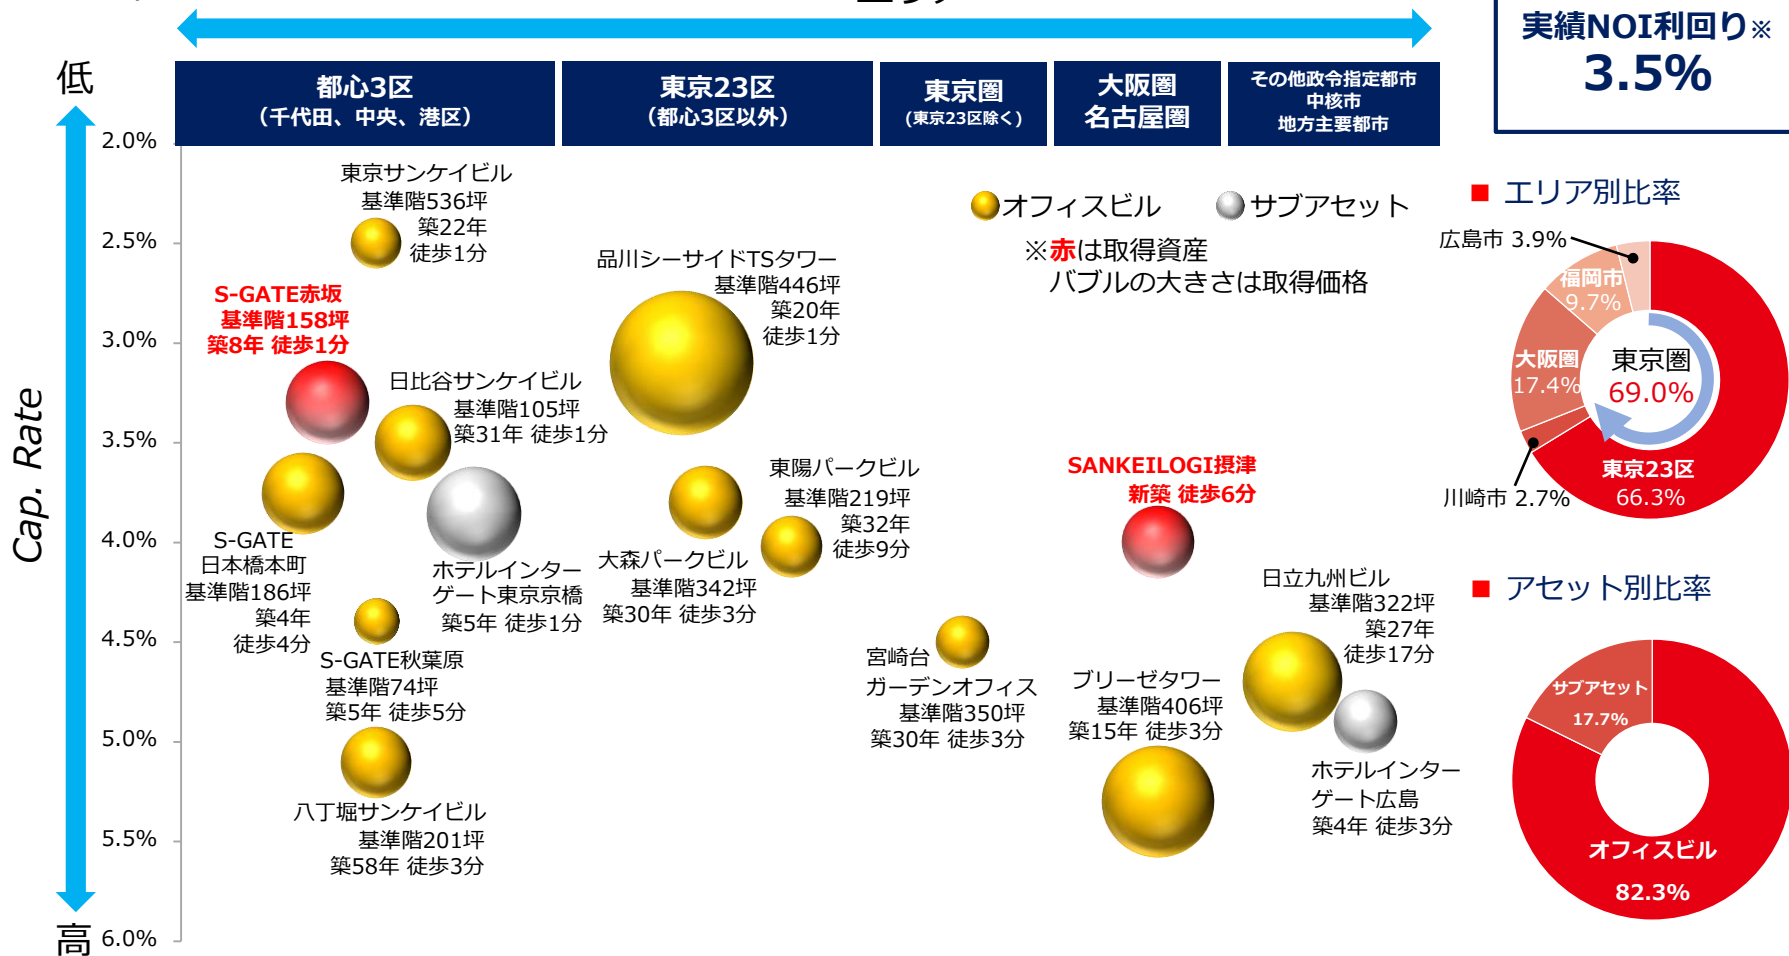 エリア
実績NOI利回り※
3.5%
低
都心3区
（千代田、中央、港区）
東京23区
（都心3区以外）
東京圏
(東京23区除く)
大阪圏
名古屋圏
その他政令指定都市
中核市
地方主要都市
2.0%
2.5%
3.0%
3.5%
4.0%
4.5%
5.0%
5.5%
6.0%
高
Cap. Rate
オフィスビル
サブアセット
※赤は取得資産
バブルの大きさは取得価格
東京サンケイビル
基準階536坪
築22年
徒歩1分
S-GATE赤坂
基準階158坪
築8年 徒歩1分
日比谷サンケイビル
基準階105坪
築31年 徒歩1分
S-GATE
日本橋本町
基準階186坪
築4年
徒歩4分
ホテルインター
ゲート東京京橋
築5年 徒歩1分
S-GATE秋葉原
基準階74坪
築5年 徒歩5分
八丁堀サンケイビル
基準階201坪
築58年 徒歩3分
品川シーサイドTSタワー
基準階446坪
築20年
徒歩1分
東陽パークビル
基準階219坪
築32年
徒歩9分
大森パークビル
基準階342坪
築30年 徒歩3分
宮崎台
ガーデンオフィス
基準階350坪
築30年 徒歩3分
SANKEILOGI摂津
新築 徒歩6分
ブリーゼタワー
基準階406坪
築15年 徒歩3分
日立九州ビル
基準階322坪
築27年
徒歩17分
ホテルインター
ゲート広島
築4年 徒歩3分
■ エリア別比率
広島市 3.9%
福岡市
9.7%
大阪圏
17.4%
東京圏
69.0%
川崎市 2.7%
東京23区
66.3%
■ アセット別比率
サブアセット
17.7%
オフィスビル
82.3%